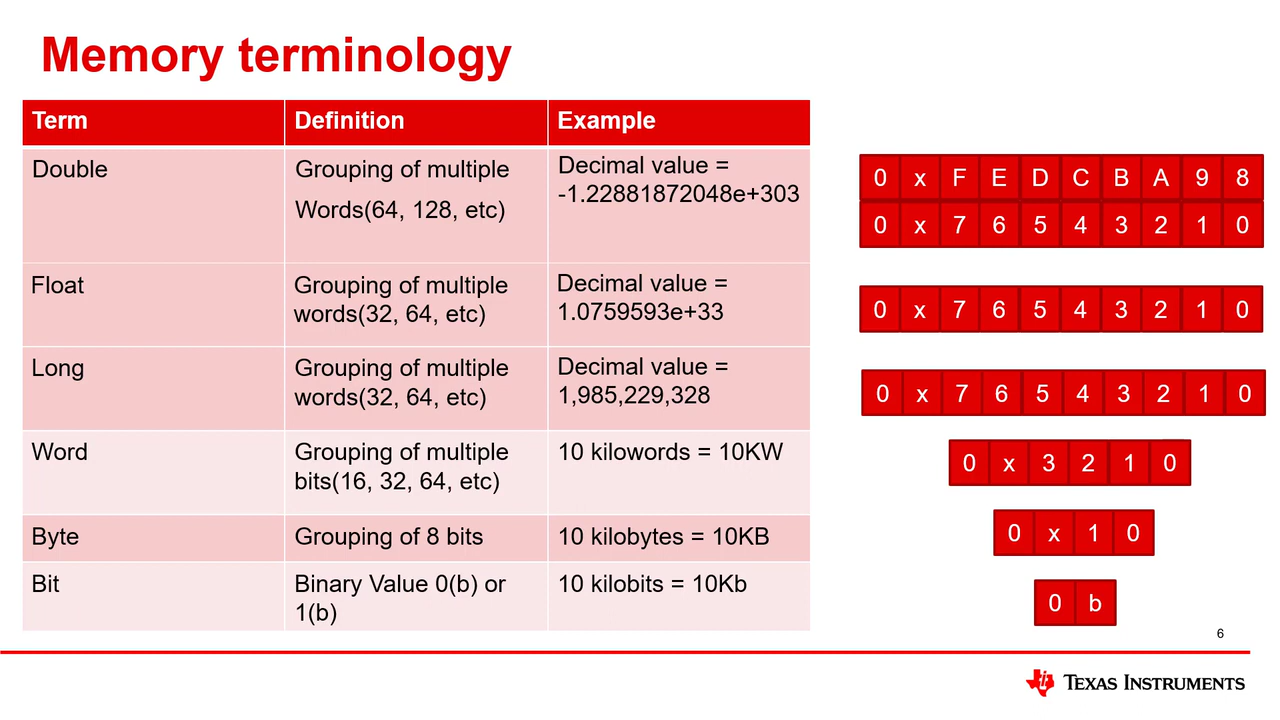 Memory terminology
Term Definition Example
Double
Grouping of multiple
Words(64, 128, etc)
Decimal value =
-1.22881872048e+303
0 x F E D C B A 9 8
0 x 7 6 5 4 3 2 1 0
Float
Grouping of multiple
words(32, 64, etc)
Decimal value =
1.0759593e+33
0 x 7 6 5 4 3 2 1 0
Long
Grouping of multiple
words(32, 64, etc)
Decimal value =
1,985,229,328
0 x 7 6 5 4 3 2 1 0
Word
Grouping of multiple
bits(16, 32, 64, etc)
10 kilowords = 10KW
0 x 3 2 1 0
Byte
Grouping of 8 bits
10 kilobytes = 10KB
0 x 1 0
Bit
Binary Value 0(b) or
1(b)
10 kilobits = 10Kb
0 b
6
TEXAS INSTRUMENTS